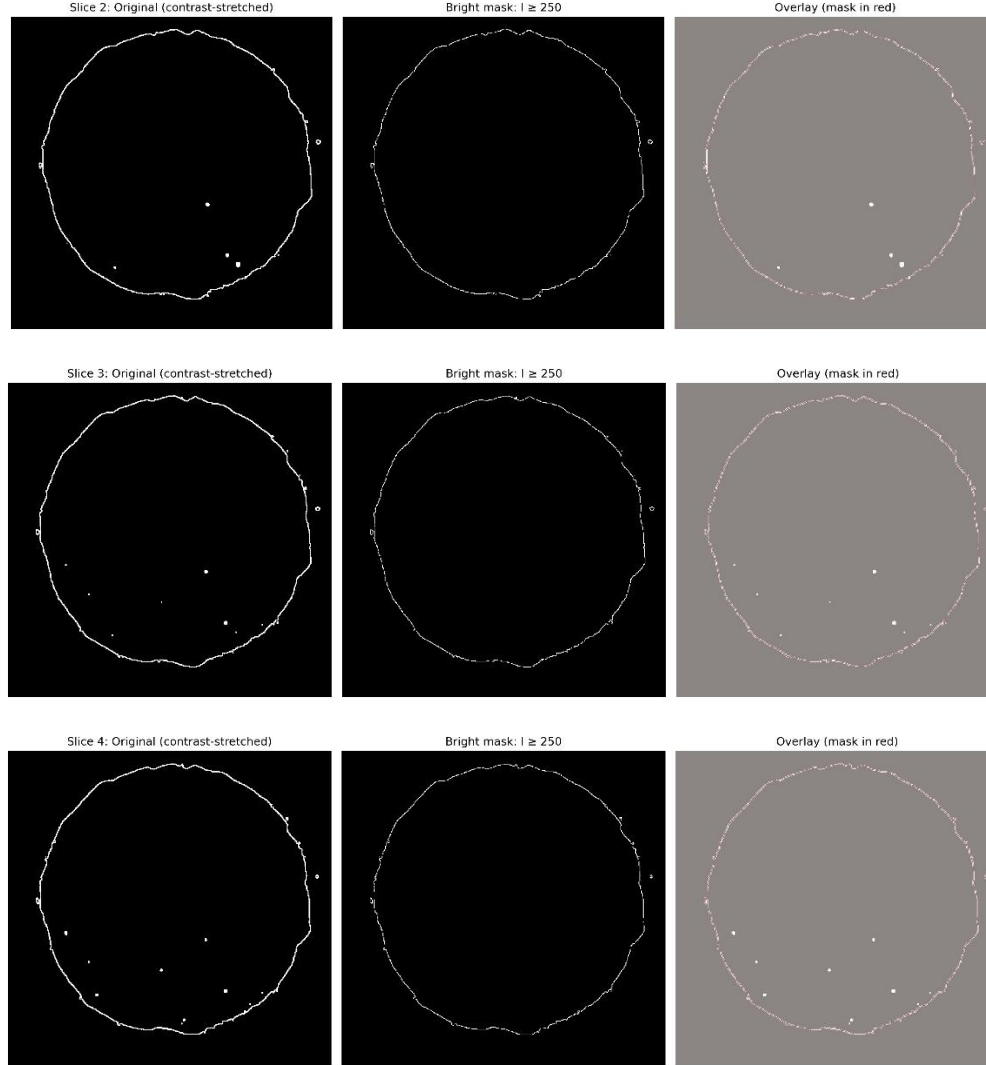 Slice 2: Original (contrast-stretched)
Bright mask: I ≥ 250
Overlay (mask in red)
Slice 3: Original (contrast-stretched)
Bright mask: I ≥ 250
Overlay (mask in red)
Slice 4: Original (contrast-stretched)
Bright mask: I ≥ 250
Overlay (mask in red)